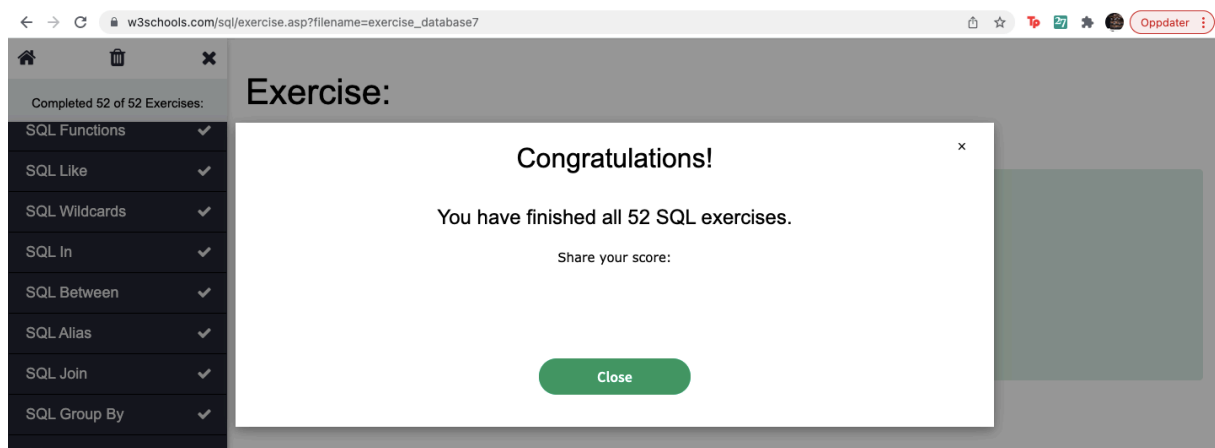 w3schools.com/sql/exercise.asp?filename=exercise_database7
Tp
27
Oppdater
Completed 52 of 52 Exercises:
SQL Functions
SQL Like
SQL Wildcards
SQL In
SQL Between
SQL Alias
SQL Join
SQL Group By
Exercise:
×
Congratulations!
You have finished all 52 SQL exercises.
Share your score:
Close